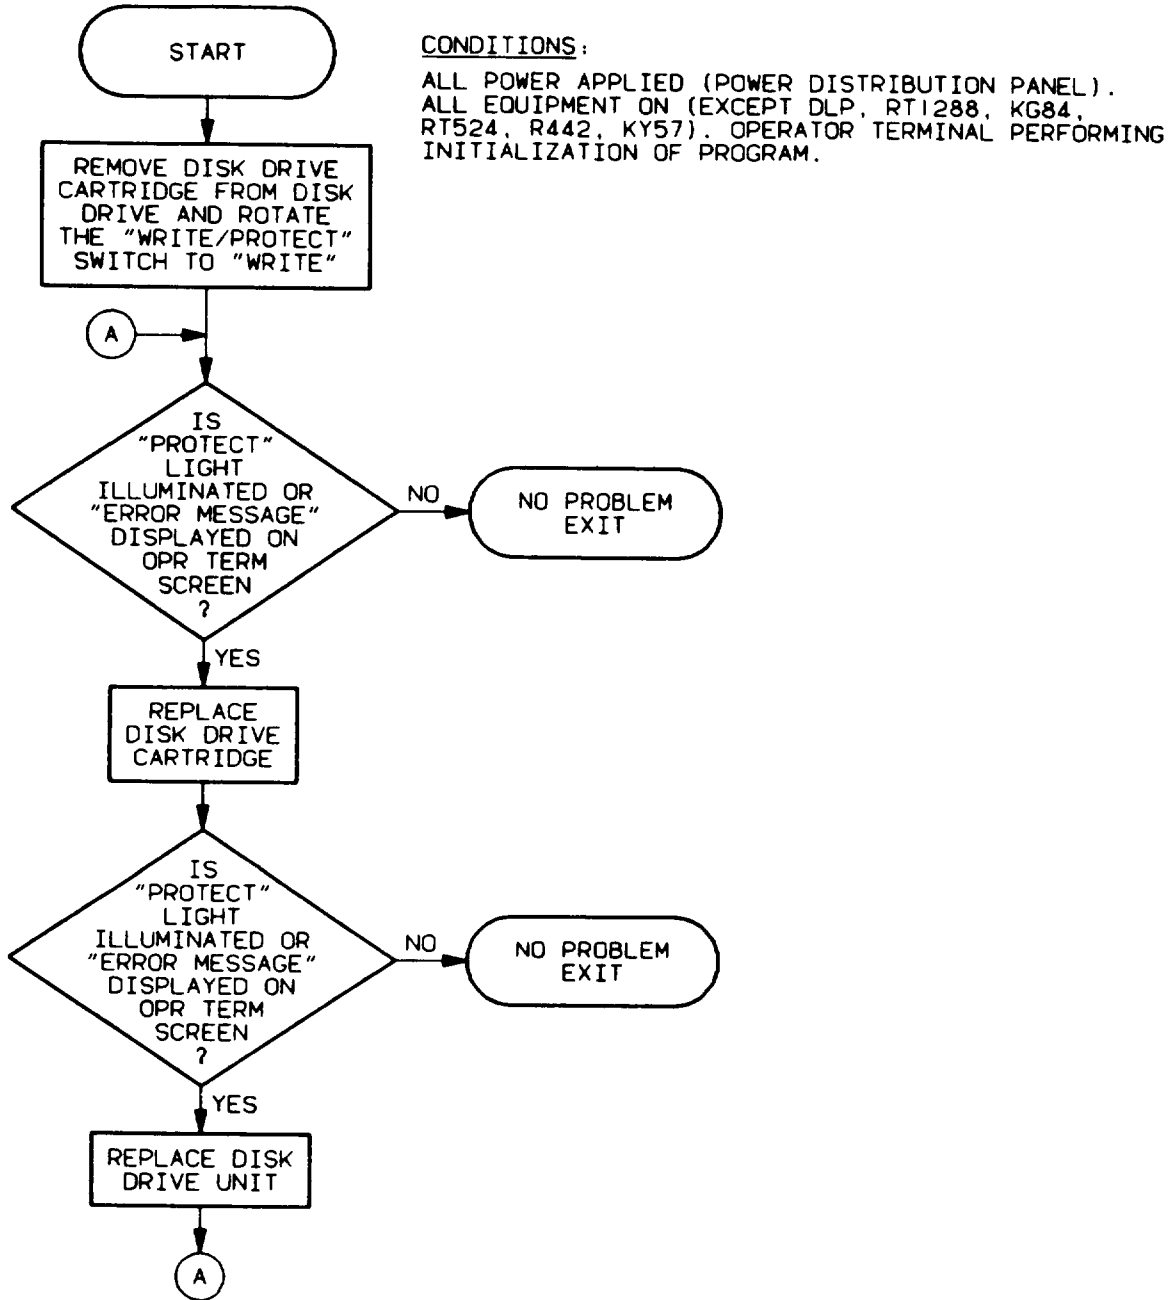 START
CONDITIONS:
ALL POWER APPLIED (POWER DISTRIBUTION PANEL).
ALL EQUIPMENT ON (EXCEPT DLP, RT1288, KG84,
RT524, R442, KY57). OPERATOR TERMINAL PERFORMING
INITIALIZATION OF PROGRAM.
REMOVE DISK DRIVE
CARTRIDGE FROM DISK
DRIVE AND ROTATE
THE "WRITE/PROTECT"
SWITCH TO "WRITE"
A
IS
"PROTECT"
LIGHT
ILLUMINATED OR
"ERROR MESSAGE"
DISPLAYED ON
OPR TERM
SCREEN
?
NO
NO PROBLEM
EXIT
YES
REPLACE
DISK DRIVE
CARTRIDGE
IS
"PROTECT"
LIGHT
ILLUMINATED OR
"ERROR MESSAGE"
DISPLAYED ON
OPR TERM
SCREEN
?
NO
NO PROBLEM
EXIT
YES
REPLACE DISK
DRIVE UNIT
A